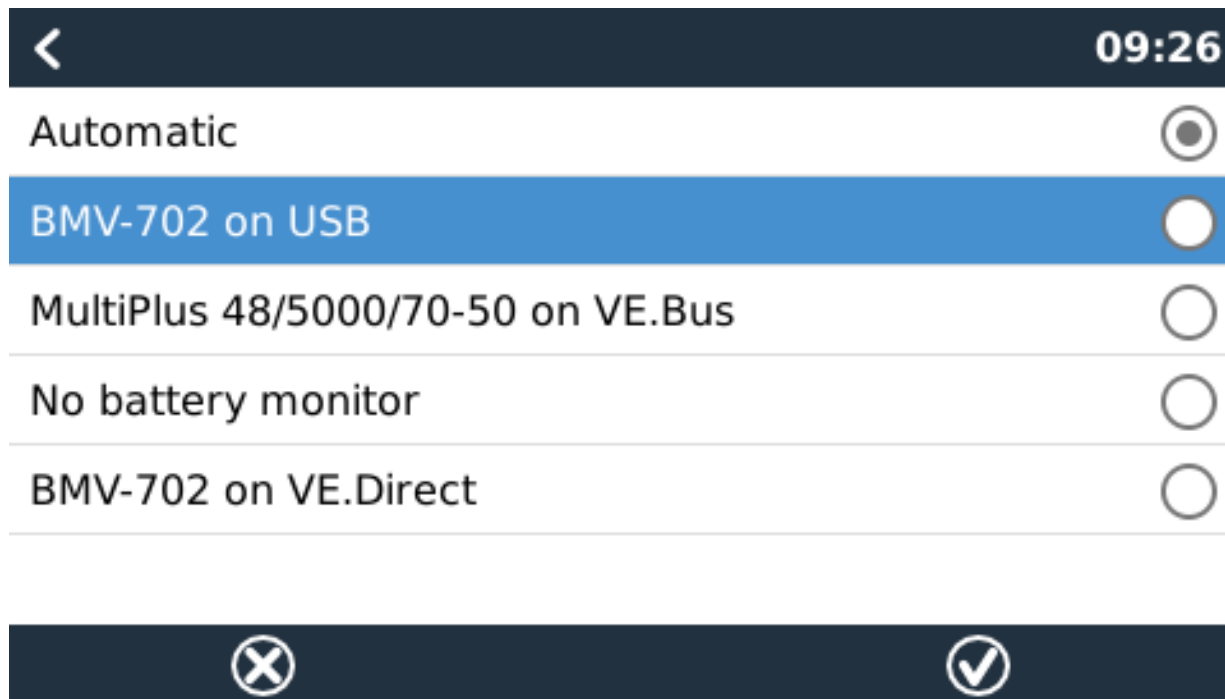 09:26
Automatic
BMV-702 on USB
MultiPlus 48/5000/70-50 on VE.Bus
No battery monitor
BMV-702 on VE.Direct